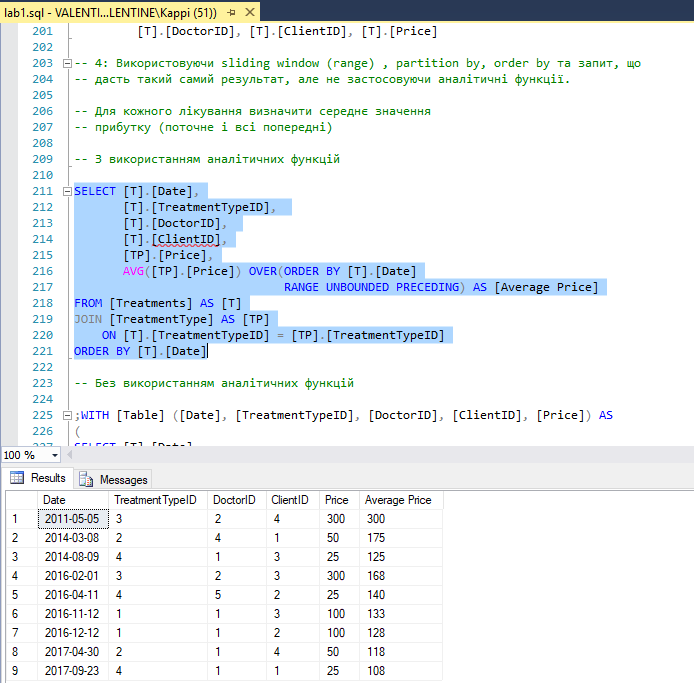 lab1.sql - VALENTI...LENTINE\Kappi (51))
201 [T].[DoctorID], [T].[ClientID], [T].[Price]
202
203 -- 4: Використовуючи sliding window (range) , partition by, order by та запит, що
204 -- дасть такий самий результат, але не застосовуючи аналітичні функції.
205
206 -- Для кожного лікування визначити середнє значення
207 -- прибутку (поточне і всі попередні)
208
209 -- З використанням аналітичних функцій
210
211 SELECT [T].[Date],
212 [T].[TreatmentTypeID],
213 [T].[DoctorID],
214 [T].[ClientID],
215 [TP].[Price],
216 AVG([TP].[Price]) OVER(ORDER BY [T].[Date]
217 RANGE UNBOUNDED PRECEDING) AS [Average Price]
218 FROM [Treatments] AS [T]
219 JOIN [TreatmentType] AS [TP]
220 ON [T].[TreatmentTypeID] = [TP].[TreatmentTypeID]
221 ORDER BY [T].[Date]
222
223 -- Без використанням аналітичних функцій
224
225 ;WITH [Table] ([Date], [TreatmentTypeID], [DoctorID], [ClientID], [Price]) AS
226 (
227 SELECT [T].[Date]
100 %
Results Messages
Date TreatmentTypeID DoctorID ClientID Price Average Price
1 2011-05-05 3 2 4 300 300
2 2014-03-08 2 4 1 50 175
3 2014-08-09 4 1 3 25 125
4 2016-02-01 3 2 3 300 168
5 2016-04-11 4 5 2 25 140
6 2016-11-12 1 1 3 100 133
7 2016-12-12 1 1 2 100 128
8 2017-04-30 2 1 4 50 118
9 2017-09-23 4 1 1 25 108